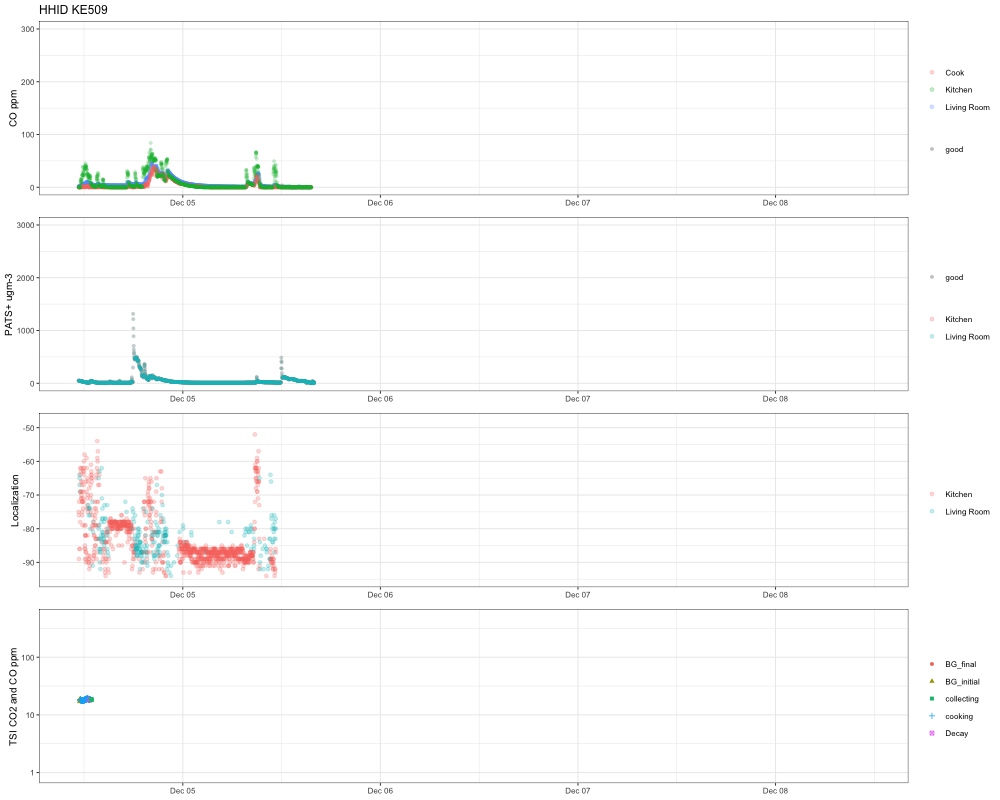 HHID KE509
CO ppm
300
200
100
0
Dec 05
Dec 06
Dec 07
Dec 08
Cook
Kitchen
Living Room
good
PATS+ ugm-3
3000
2000
1000
0
Dec 05
Dec 06
Dec 07
Dec 08
good
Kitchen
Living Room
Localization
-50
-60
-70
-80
-90
Dec 05
Dec 06
Dec 07
Dec 08
Kitchen
Living Room
TSI CO2 and CO ppm
100
10
1
Dec 05
Dec 06
Dec 07
Dec 08
BG_final
BG_initial
collecting
cooking
Decay